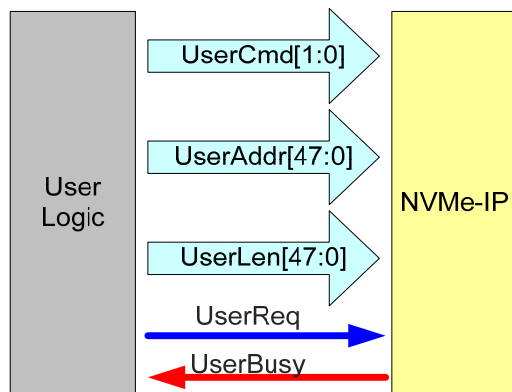 UserCmd[1:0]
UserAddr[47:0]
User
Logic
NVMe-IP
UserLen[47:0]
UserReq
UserBusy